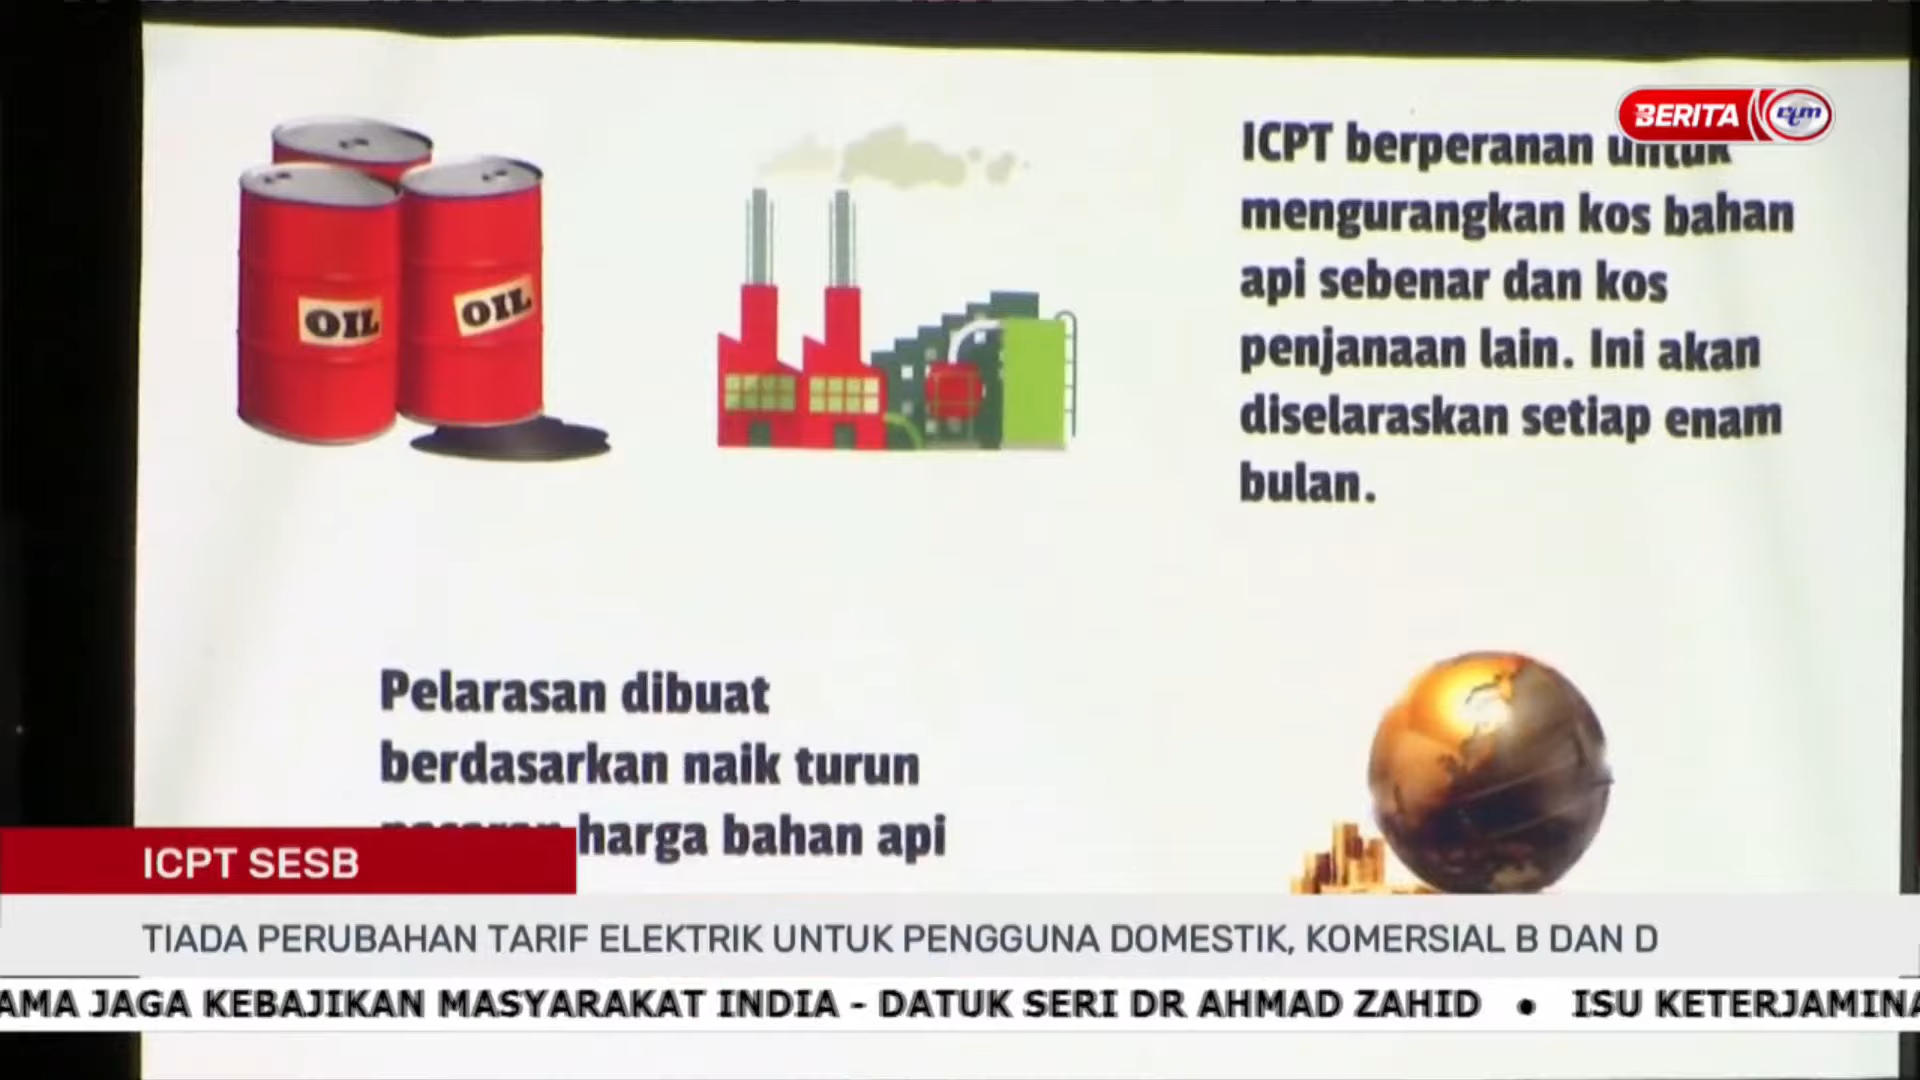 BERITA rtm
ICPT berperanan untuk
mengurangkan kos bahan
api sebenar dan kos
penjanaan lain. Ini akan
diselaraskan setiap enam
bulan.
OIL
OIL
Pelarasan dibuat
berdasarkan naik turun
pasaran harga bahan api
ICPT SESB
TIADA PERUBAHAN TARIF ELEKTRIK UNTUK PENGGUNA DOMESTIK, KOMERSIAL B DAN D
AMA JAGA KEBAJIKAN MASYARAKAT INDIA - DATUK SERI DR AHMAD ZAHID • ISU KETERJAMINA